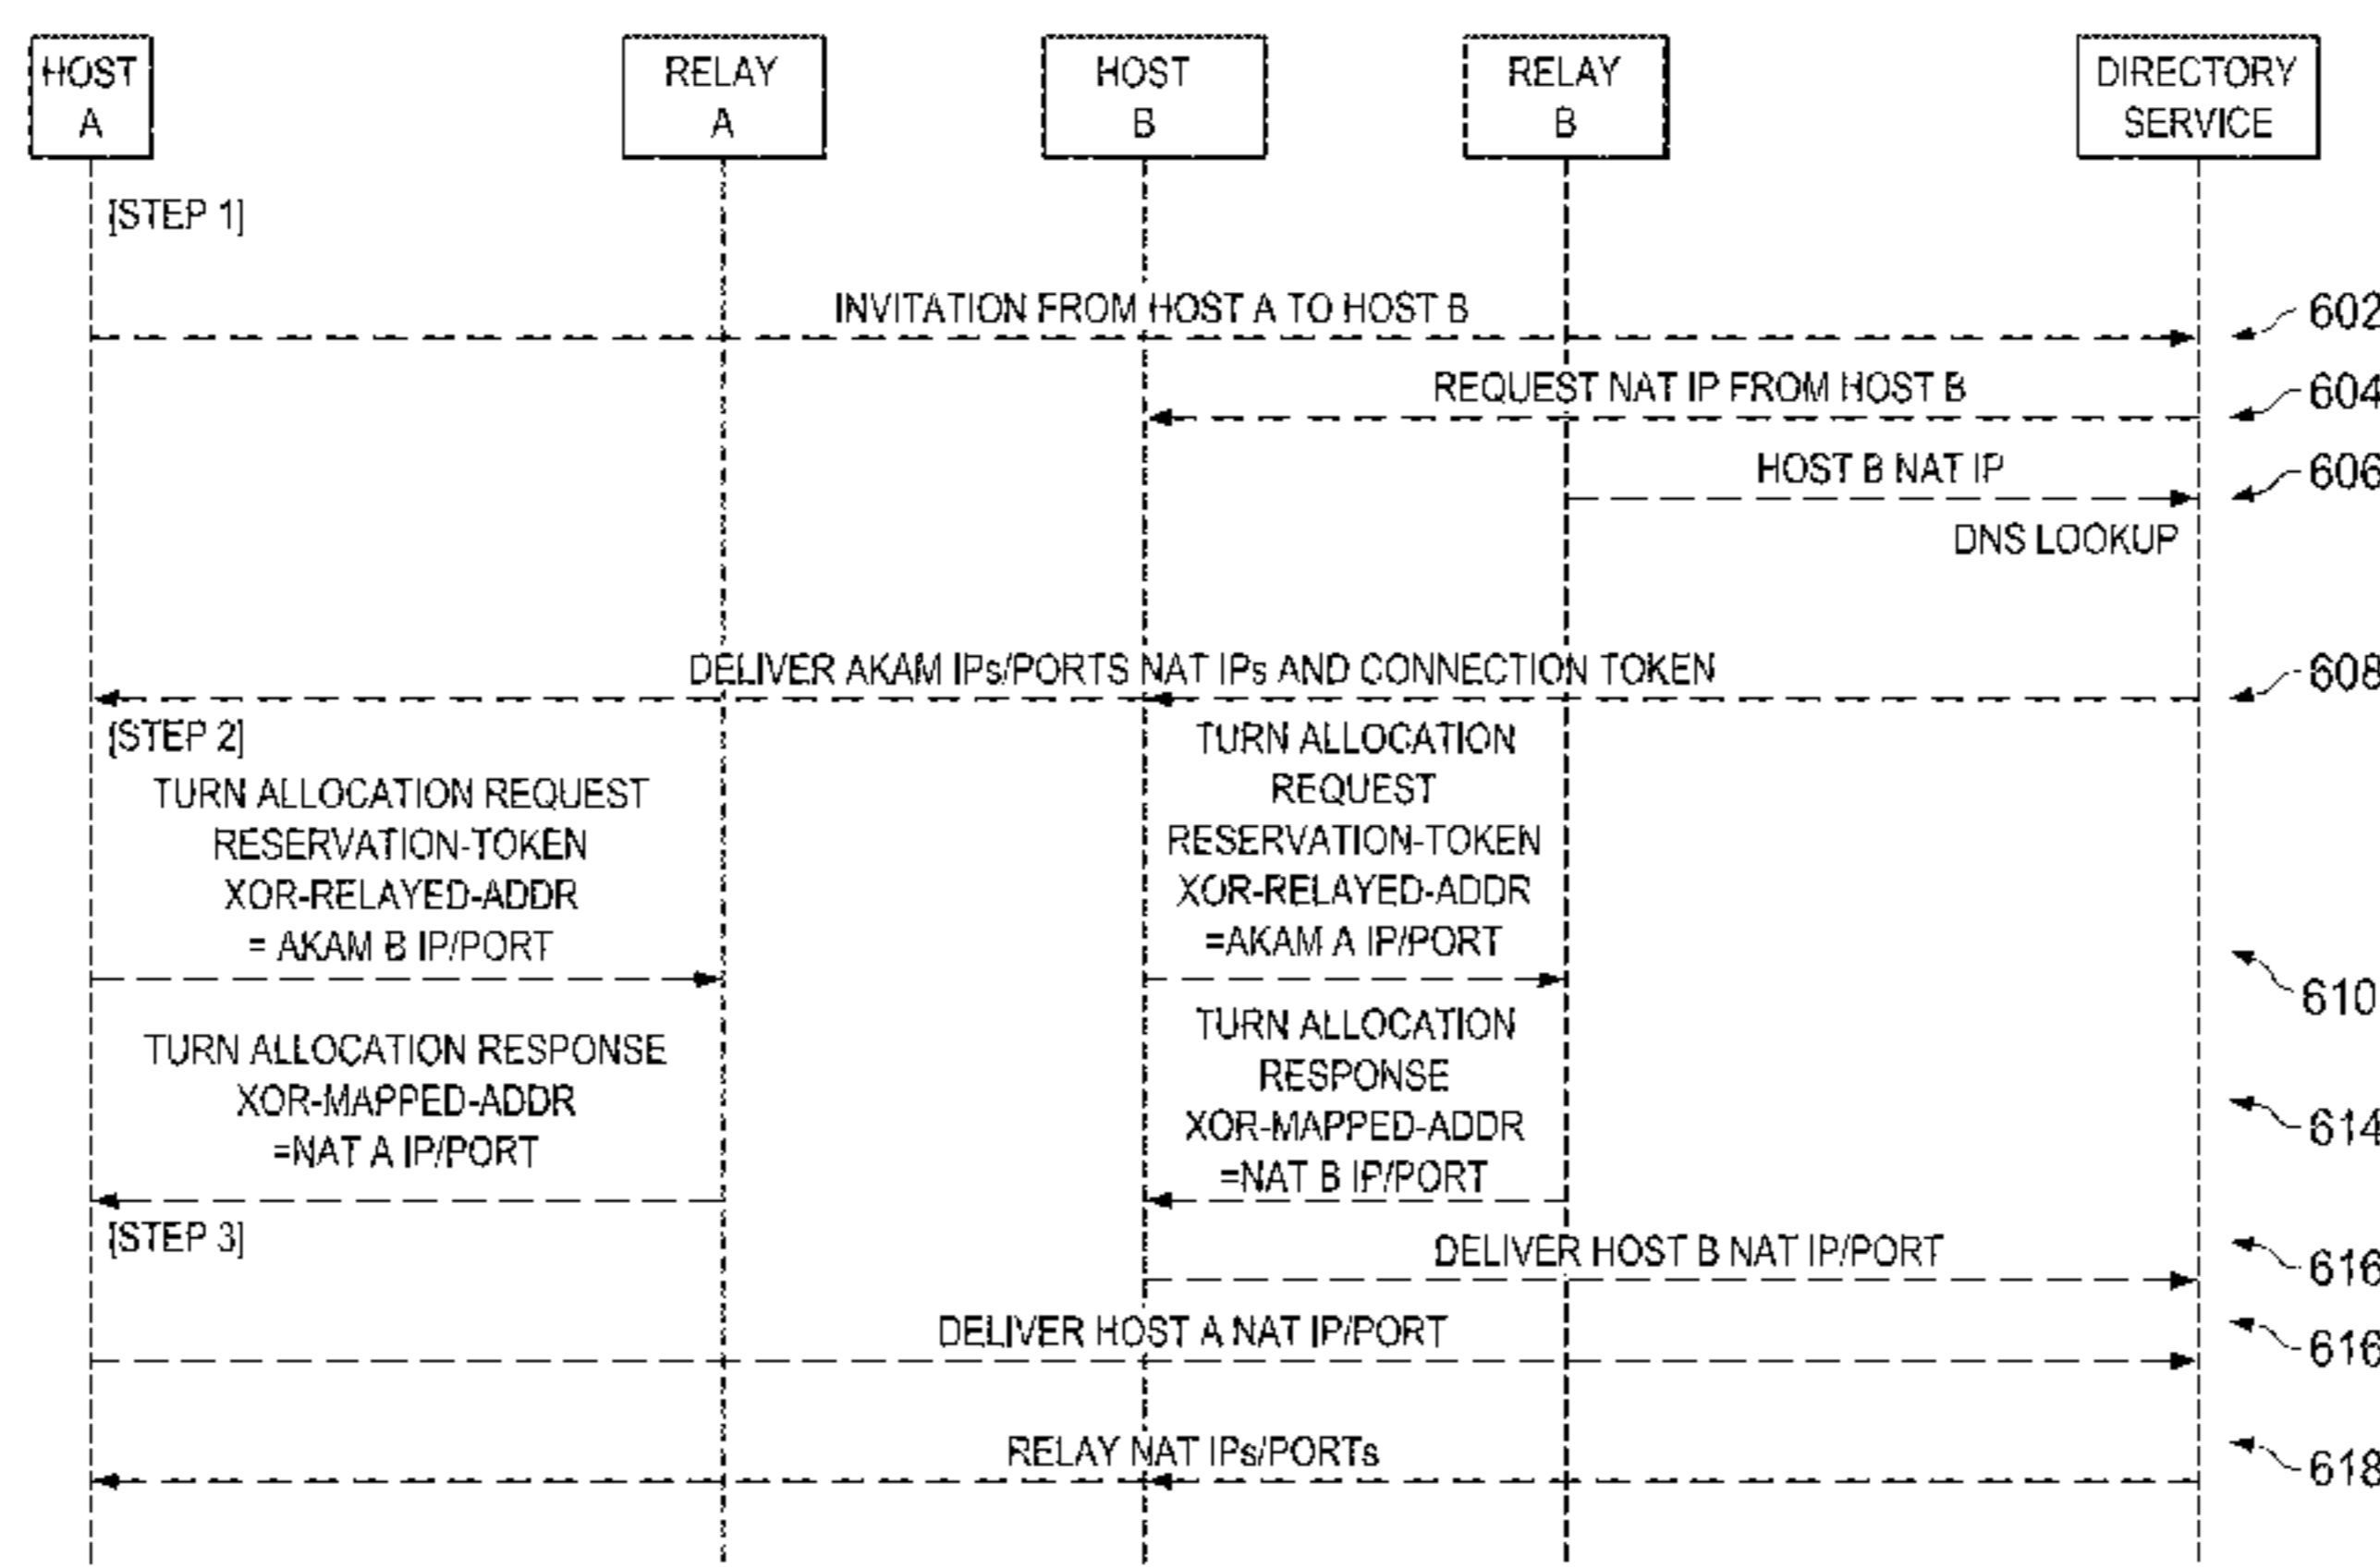 HOST
A
RELAY
A
HOST
B
RELAY
B
DIRECTORY
SERVICE
[STEP 1]
INVITATION FROM HOST A TO HOST B
602
REQUEST NAT IP FROM HOST B
604
HOST B NAT IP
606
DNS LOOKUP
DELIVER AKAM IPs/PORTS NAT IPs AND CONNECTION TOKEN
608
[STEP 2]
TURN ALLOCATION REQUEST
RESERVATION-TOKEN
XOR-RELAYED-ADDR
= AKAM B IP/PORT
TURN ALLOCATION
REQUEST
RESERVATION-TOKEN
XOR-RELAYED-ADDR
=AKAM A IP/PORT
610
TURN ALLOCATION RESPONSE
XOR-MAPPED-ADDR
=NAT A IP/PORT
TURN ALLOCATION
RESPONSE
XOR-MAPPED-ADDR
=NAT B IP/PORT
614
[STEP 3]
DELIVER HOST B NAT IP/PORT
616
DELIVER HOST A NAT IP/PORT
616
RELAY NAT IPs/PORTs
618